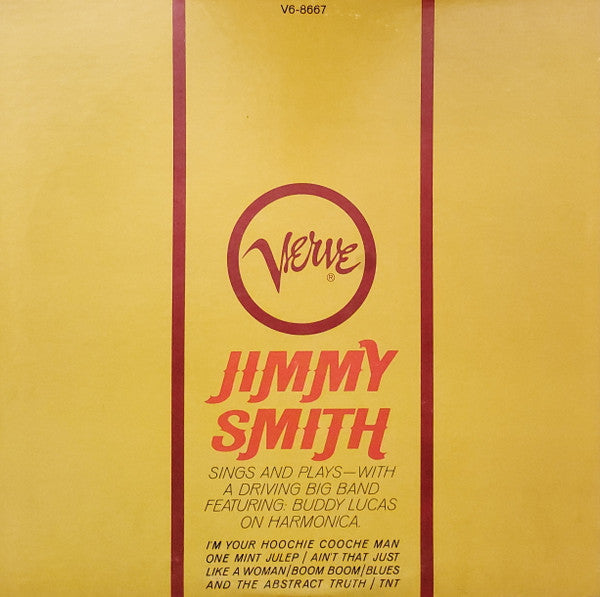 V6-8667
Verve
®
JIMMY
SMITH
SINGS AND PLAYS—WITH
A DRIVING BIG BAND
FEATURING: BUDDY LUCAS
ON HARMONICA.
I'M YOUR HOOCHIE COOCHE MAN
ONE MINT JULEP / AIN'T THAT JUST
LIKE A WOMAN/BOOM BOOM/BLUES
AND THE ABSTRACT TRUTH / TNT